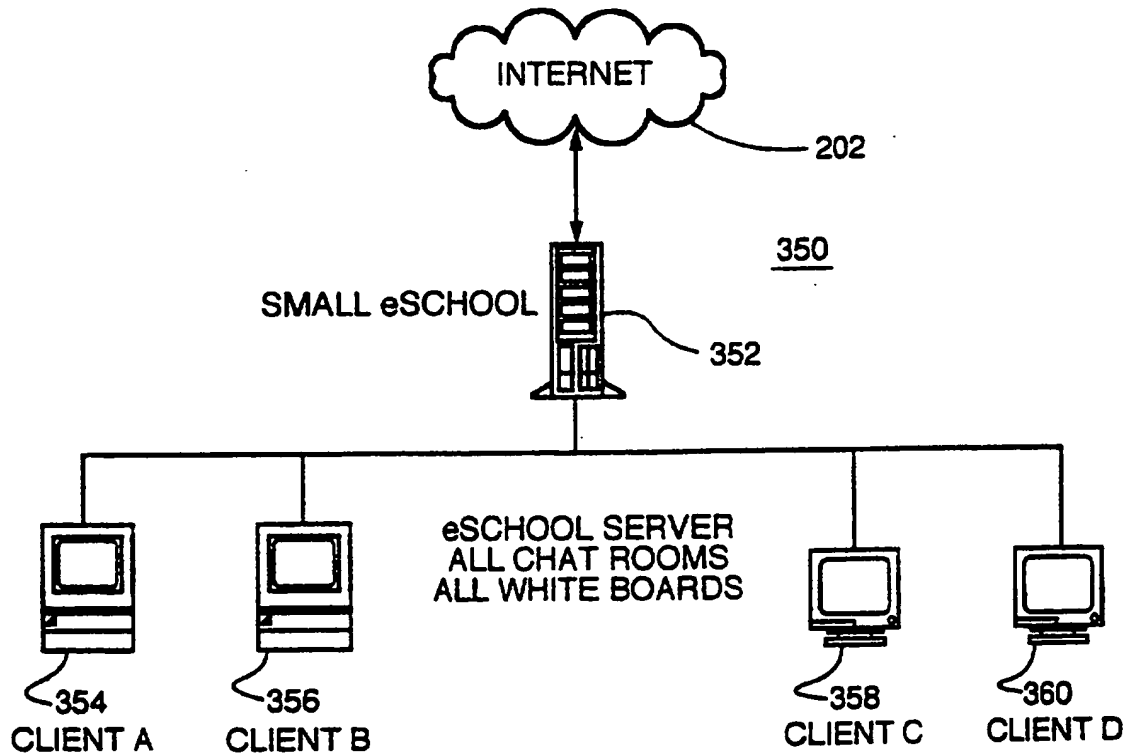 INTERNET
202
350
SMALL eSCHOOL
352
eSCHOOL SERVER
ALL CHAT ROOMS
ALL WHITE BOARDS
354
CLIENT A
356
CLIENT B
358
CLIENT C
360
CLIENT D